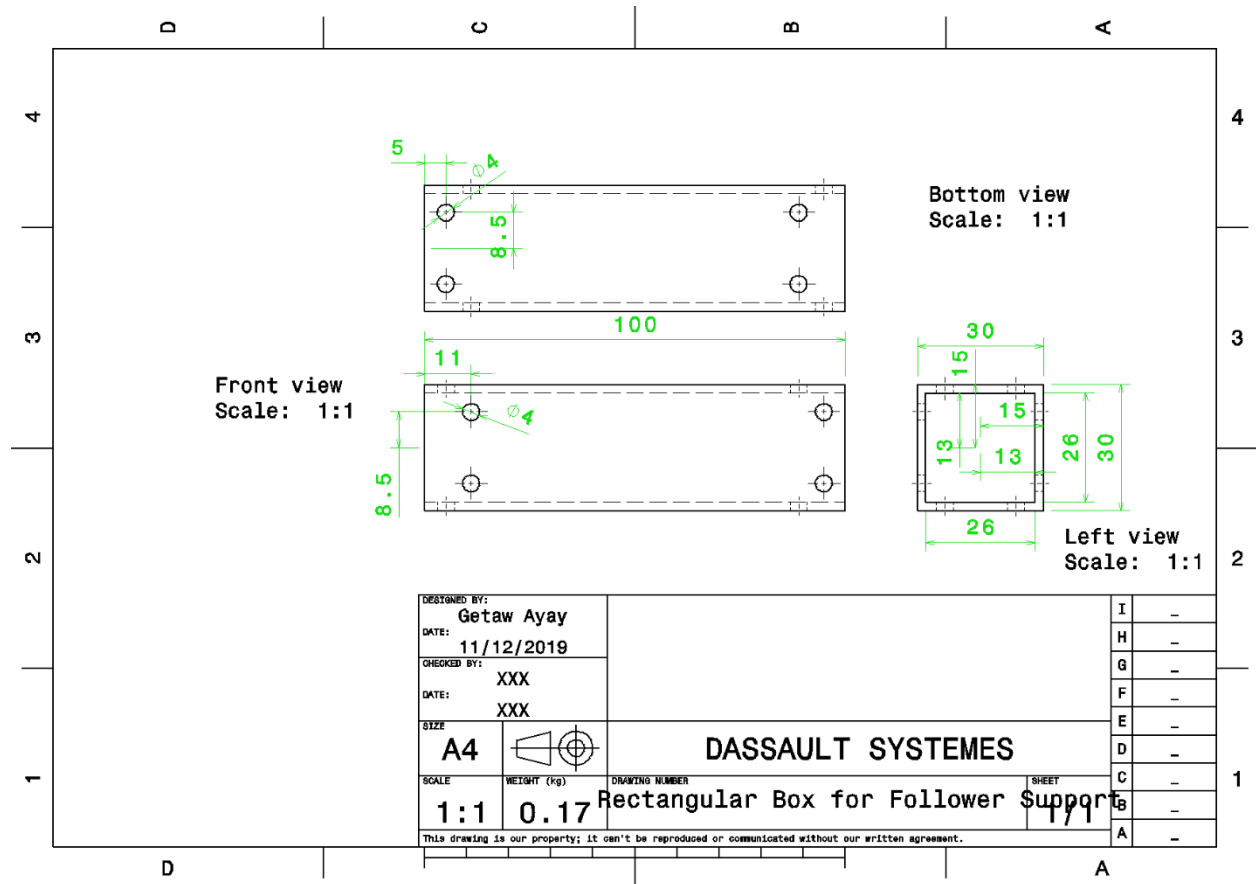 D C B A
4 4
5
⌀4
8.5
Bottom view
Scale: 1:1
3 3
100
11
⌀4
8.5
Front view
Scale: 1:1
30
15
15
13
13
26
30
26
Left view
Scale: 1:1
2 2
DESIGNED BY:
Getaw Ayay
DATE:
11/12/2019
CHECKED BY:
XXX
DATE:
XXX
SIZE
A4
DASSAULT SYSTEMES
SCALE
1:1
WEIGHT (kg)
0.17
DRAWING NUMBER
Rectangular Box for Follower Support
SHEET
1/1
I _
H _
G _
F _
E _
D _
C _
B _
A _
1 1
This drawing is our property; it can't be reproduced or communicated without our written agreement.
D A